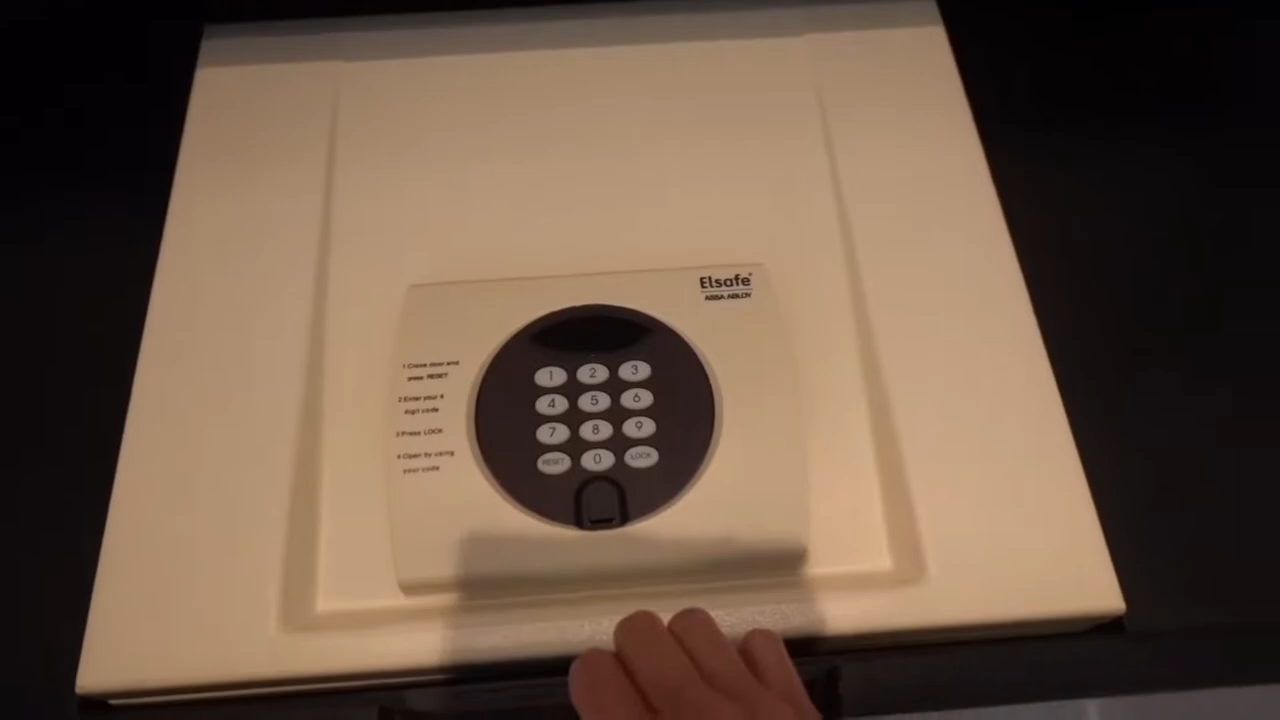 Elsafe®
ASSA ABLOY
1 Close door and
press RESET
2 Enter your 4
digit code
3 Press LOCK
4 Open by using
your code
1 2 3
4 5 6
7 8 9
RESET 0 LOCK